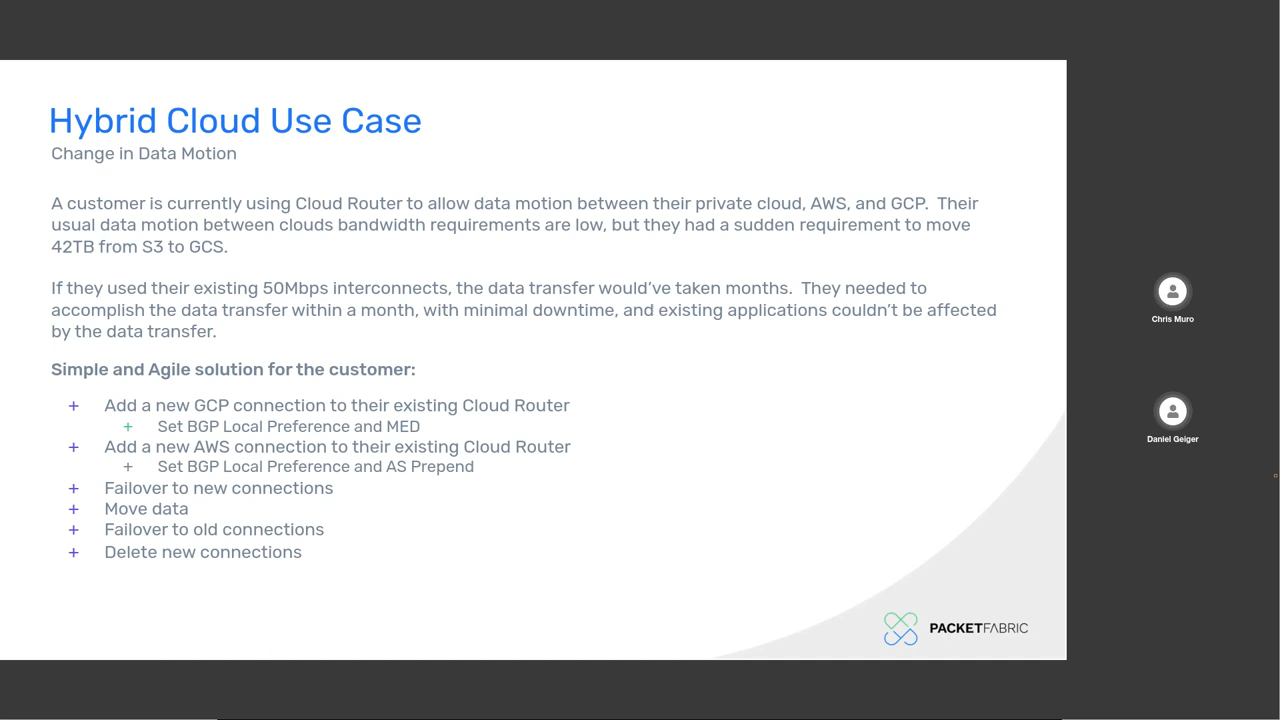 Hybrid Cloud Use Case
Change in Data Motion
A customer is currently using Cloud Router to allow data motion between their private cloud, AWS, and GCP.  Their
usual data motion between clouds bandwidth requirements are low, but they had a sudden requirement to move
42TB from S3 to GCS.
If they used their existing 50Mbps interconnects, the data transfer would’ve taken months.  They needed to
accomplish the data transfer within a month, with minimal downtime, and existing applications couldn’t be affected
by the data transfer.
Simple and Agile solution for the customer:
+ Add a new GCP connection to their existing Cloud Router
+ Set BGP Local Preference and MED
+ Add a new AWS connection to their existing Cloud Router
+ Set BGP Local Preference and AS Prepend
+ Failover to new connections
+ Move data
+ Failover to old connections
+ Delete new connections
PACKETFABRIC
Chris Muro
Daniel Geiger